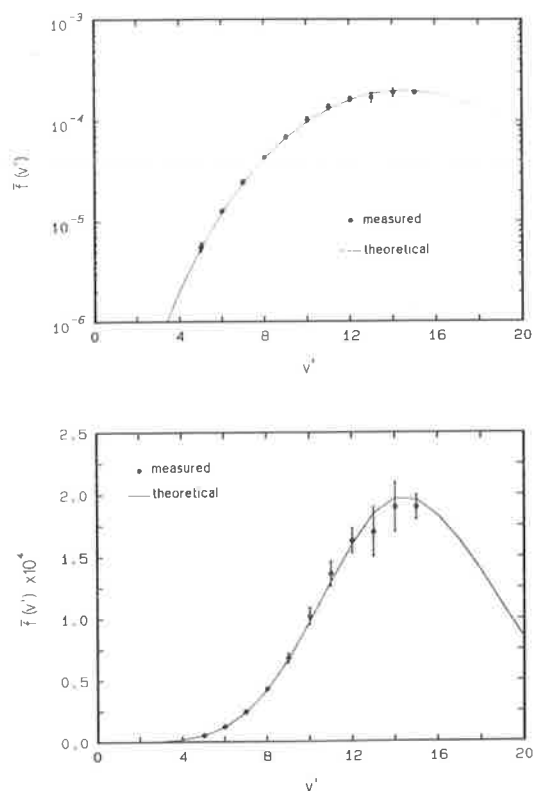 10⁻³
10⁻⁴
10⁻⁵
10⁻⁶
f̄ (v')
measured
theoretical
0 4 8 12 16 20
v'
2.5
2.0
1.5
1.0
0.5
0.0
f̄ (v') ×10⁴
measured
theoretical
0 4 8 12 16 20
v'